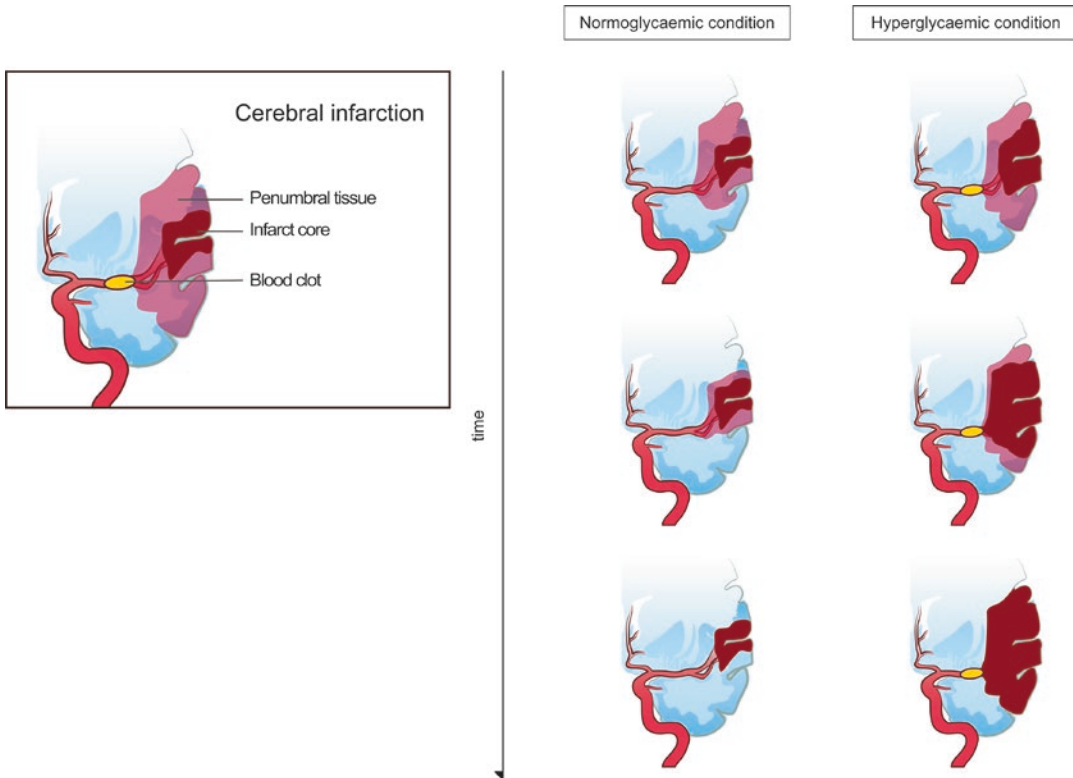 Normoglycaemic condition
Hyperglycaemic condition
Cerebral infarction
Penumbral tissue
Infarct core
Blood clot
time